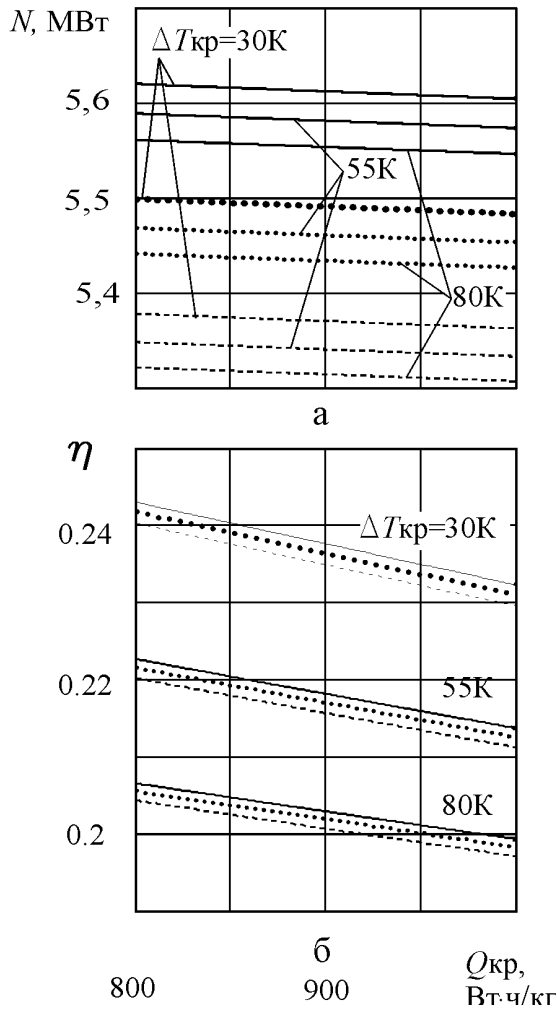 N, МВт
ΔTкр=30К
5,6
55К
5,5
5,4
80К
а
η
0.24
ΔTкр=30К
0.22
55К
80К
0.2
б
800
900
Qкр,
Вт·ч/кг